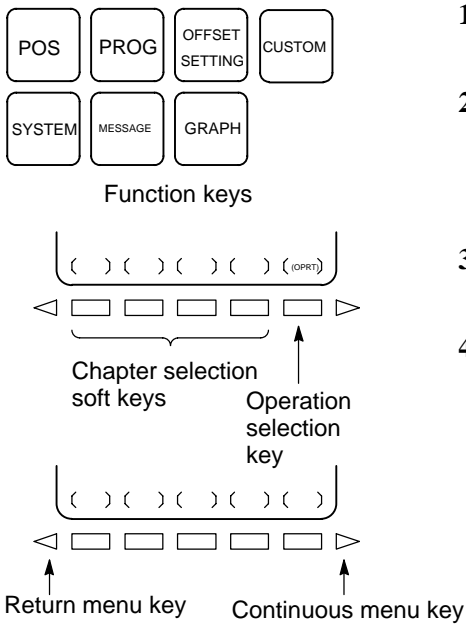 POS PROG OFFSET SETTING CUSTOM
SYSTEM MESSAGE GRAPH
Function keys
( ) ( ) ( ) ( ) ( (OPRT) )
Chapter selection
soft keys
Operation
selection
key
( ) ( ) ( ) ( ) ( )
Return menu key
Continuous menu key
1
2
3
4